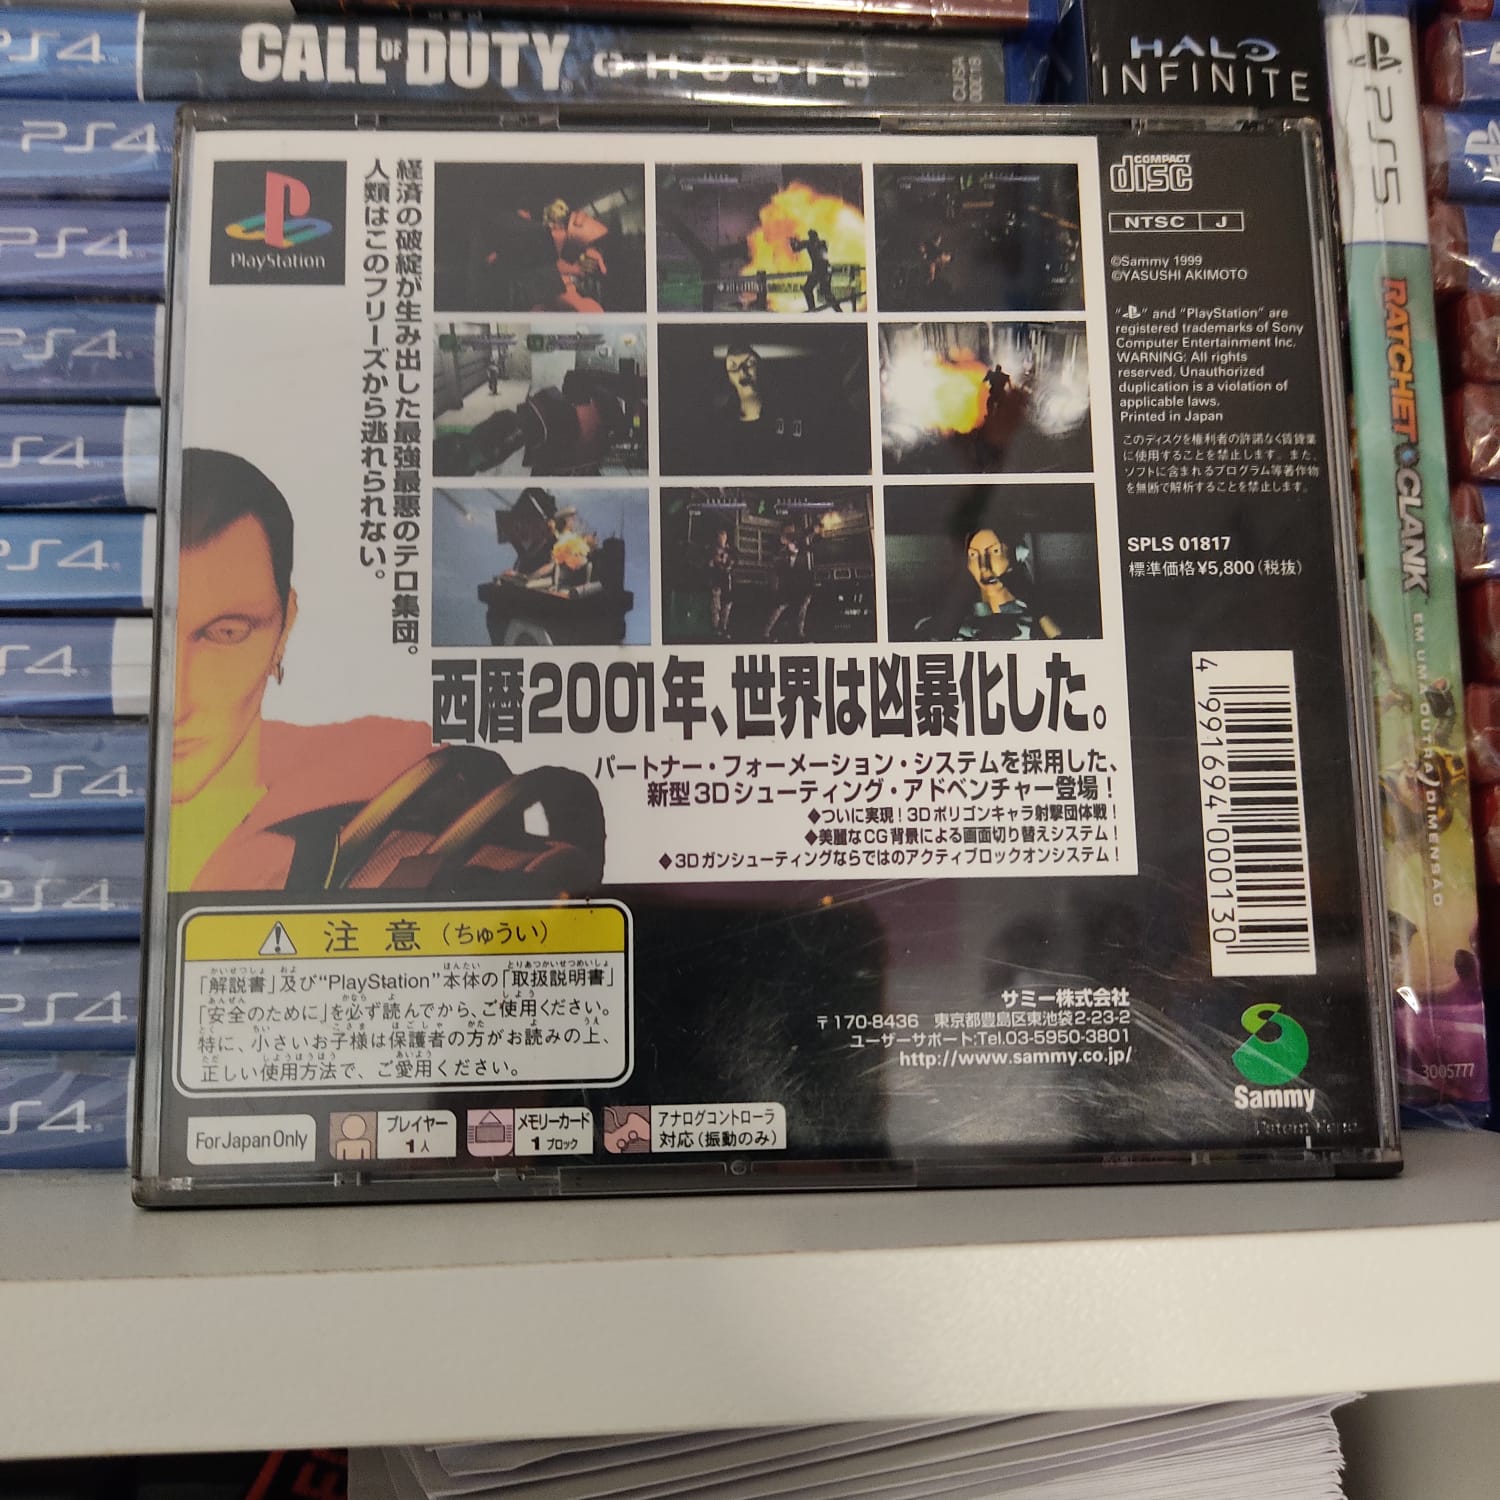 PS4
CALL OF DUTY GHOSTS
CUSA
00018
HALO
INFINITE
PS5
RATCHET CLANK
EM UMA OUTRA DIMENSÃO
3005777
PS4
PS4
PS4
PS4
PS4
PS4
PS4
PS4
PS4
PS4
PlayStation
経済の破綻が生み出した最強最悪のテロ集団。
人類はこのフリーズから逃れられない。
西暦2001年、世界は凶暴化した。
パートナー・フォーメーション・システムを採用した、
新型3Dシューティング・アドベンチャー登場！
◆ついに実現！3Dポリゴンキャラ射撃団体戦！
◆美麗なCG背景による画面切り替えシステム！
◆3Dガンシューティングならではのアクティブロックオンシステム！
COMPACT
disc
NTSC J
©Sammy 1999
©YASUSHI AKIMOTO
" " and "PlayStation" are
registered trademarks of Sony
Computer Entertainment Inc.
WARNING: All rights
reserved. Unauthorized
duplication is a violation of
applicable laws.
Printed in Japan
このディスクを権利者の許諾なく賃貸業
に使用することを禁止します。また、
ソフトに含まれるプログラム等著作物
を無断で解析することを禁止します。
SPLS 01817
標準価格¥5,800(税抜)
4 991694 000130
注意(ちゅうい)
「解説書」及び"PlayStation"本体の「取扱説明書」
「安全のために」を必ず読んでから、ご使用ください。
特に、小さいお子様は保護者の方がお読みの上、
正しい使用方法で、ご愛用ください。
サミー株式会社
〒170-8436 東京都豊島区東池袋2-23-2
ユーザーサポート:Tel.03-5950-3801
http://www.sammy.co.jp/
Sammy
For Japan Only
プレイヤー
1人
メモリーカード
1ブロック
アナログコントローラ
対応(振動のみ)